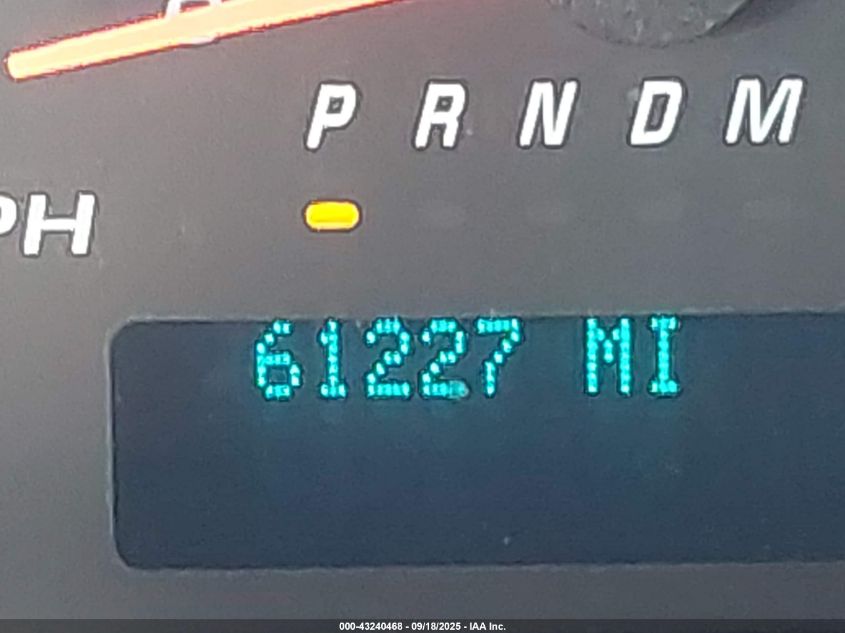 P R N D M
PH
61227 MI
000-43240468 - 09/18/2025 - IAA Inc.